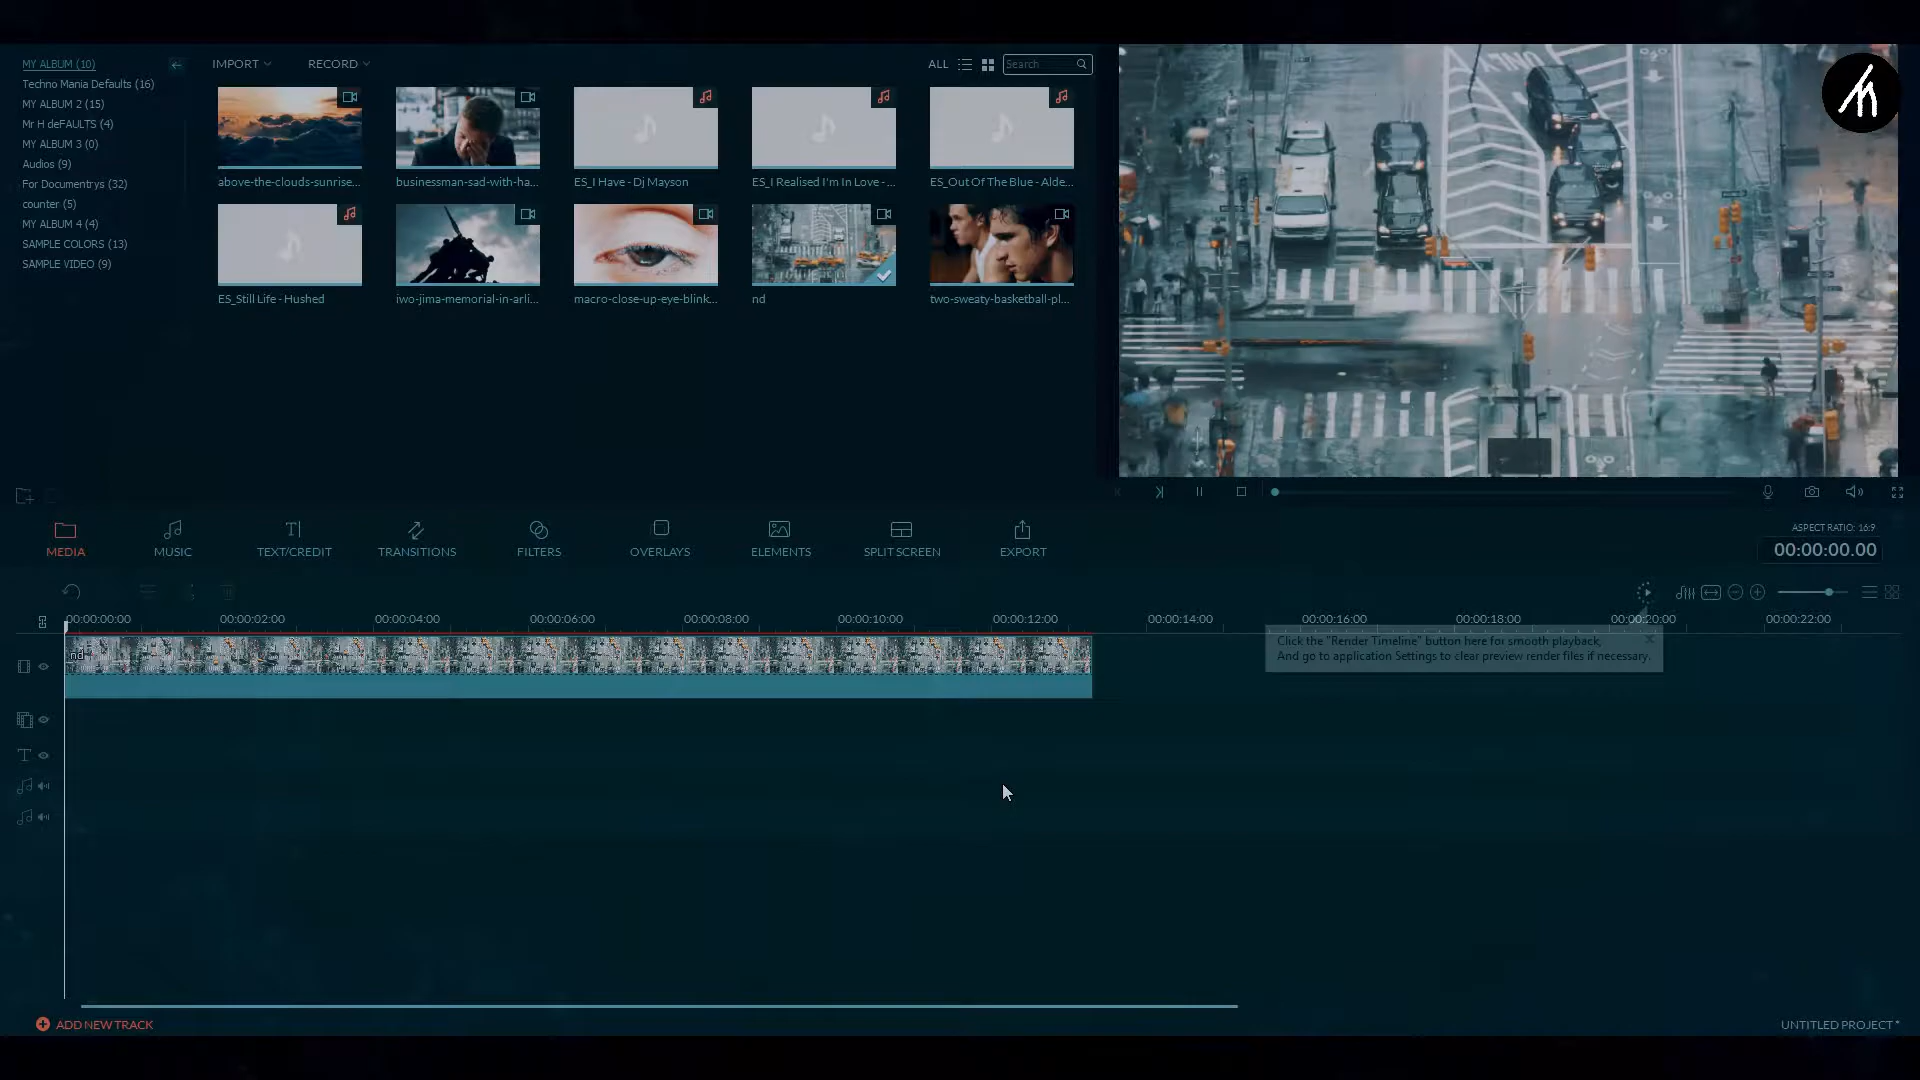 MY ALBUM (10)
Techno Mania Defaults (16)
MY ALBUM 2 (15)
Mr H deFAULTS (4)
MY ALBUM 3 (0)
Audios (9)
For Documentrys (32)
counter (5)
MY ALBUM 4 (4)
SAMPLE COLORS (13)
SAMPLE VIDEO (9)
IMPORT
RECORD
ALL
Search
above-the-clouds-sunrise...
businessman-sad-with-ha...
ES_I Have - Dj Mayson
ES_I Realised I'm In Love - ...
ES_Out Of The Blue - Alde...
ES_Still Life - Hushed
iwo-jima-memorial-in-arli...
macro-close-up-eye-blink...
nd
two-sweaty-basketball-pl...
MEDIA
MUSIC
TEXT/CREDIT
TRANSITIONS
FILTERS
OVERLAYS
ELEMENTS
SPLIT SCREEN
EXPORT
ASPECT RATIO: 16:9
00:00:00.00
00:00:00:00
00:00:02:00
00:00:04:00
00:00:06:00
00:00:08:00
00:00:10:00
00:00:12:00
00:00:14:00
00:00:16:00
00:00:18:00
00:00:20:00
00:00:22:00
nd
Click the "Render Timeline" button here for smooth playback,
And go to application Settings to clear preview render files if necessary.
ADD NEW TRACK
UNTITLED PROJECT *